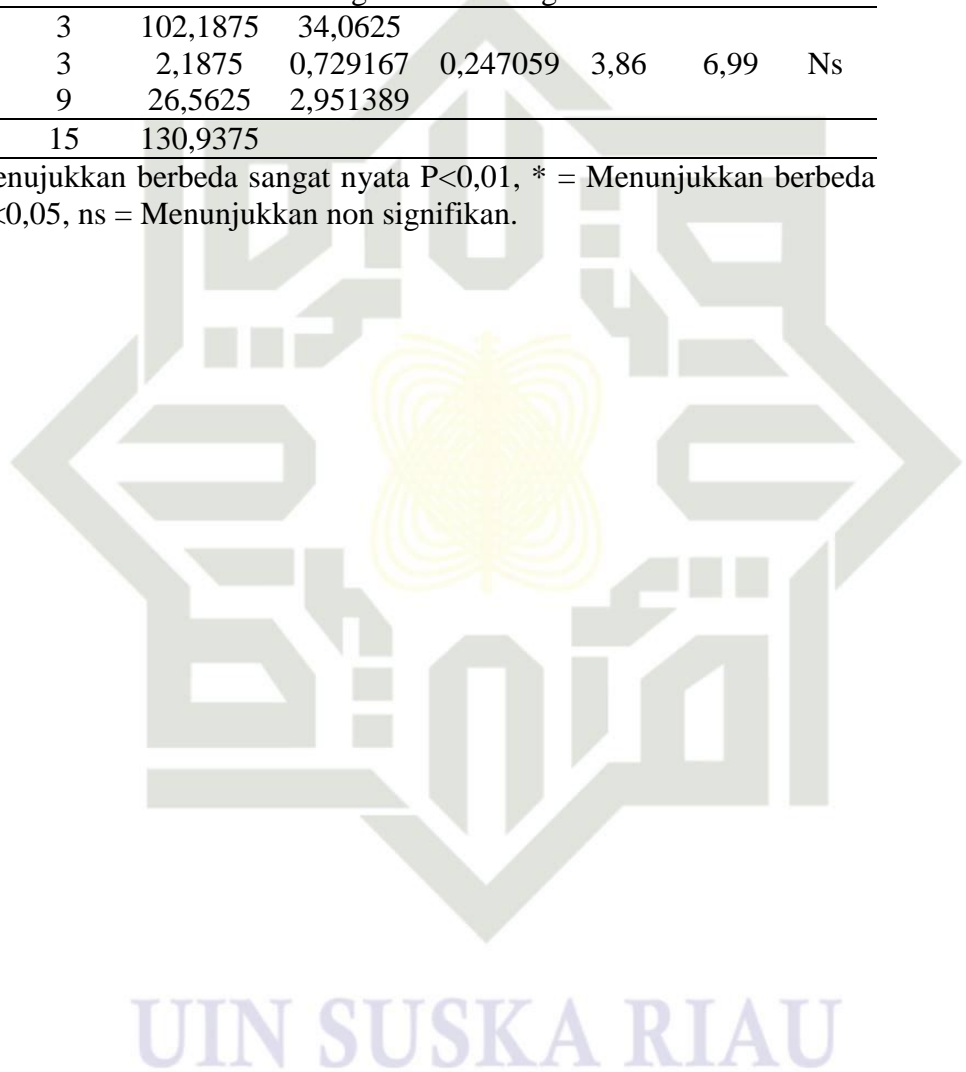 3 102,1875 34,0625
3 2,1875 0,729167 0,247059 3,86 6,99 Ns
9 26,5625 2,951389
15 130,9375
enujukkan berbeda sangat nyata P<0,01, * = Menunjukkan berbeda
<0,05, ns = Menunjukkan non signifikan.
UIN SUSKA RIAU